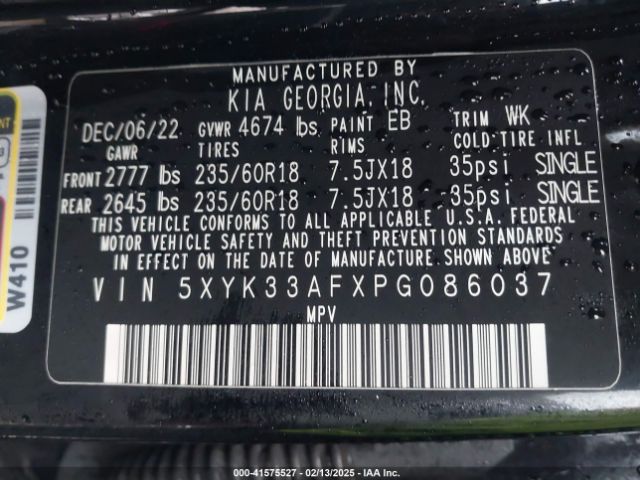 MANUFACTURED BY
KIA GEORGIA, INC.
DEC/06/22 GVWR 4674 lbs PAINT EB TRIM WK
GAWR TIRES RIMS COLD TIRE INFL
FRONT 2777 lbs 235/60R18 7.5JX18 35psi SINGLE
REAR 2645 lbs 235/60R18 7.5JX18 35psi SINGLE
THIS VEHICLE CONFORMS TO ALL APPLICABLE U.S.A. FEDERAL
MOTOR VEHICLE SAFETY AND THEFT PREVENTION STANDARDS
IN EFFECT ON THE DATE OF MANUFACTURE SHOWN ABOVE
VIN 5XYK33AFXPG086037
MPV
W410
000-41575527 - 02/13/2025 - IAA Inc.